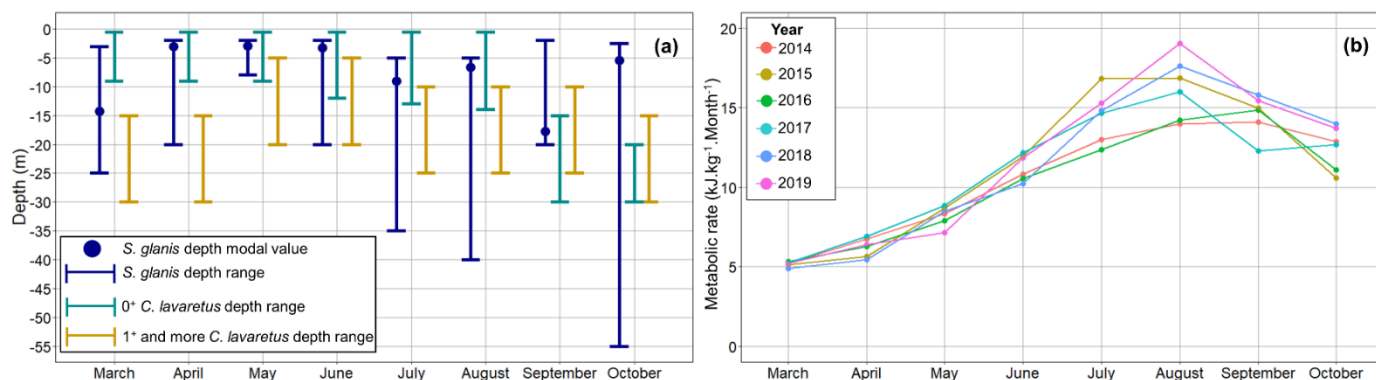 (a)
Depth (m)
0
-5
-10
-15
-20
-25
-30
-35
-40
-45
-50
-55
S. glanis depth modal value
S. glanis depth range
0⁺ C. lavaretus depth range
1⁺ and more C. lavaretus depth range
March April May June July August September October
(b)
Metabolic rate (kJ.kg⁻¹.Month⁻¹)
20
15
10
5
0
Year
2014
2015
2016
2017
2018
2019
March April May June July August September October